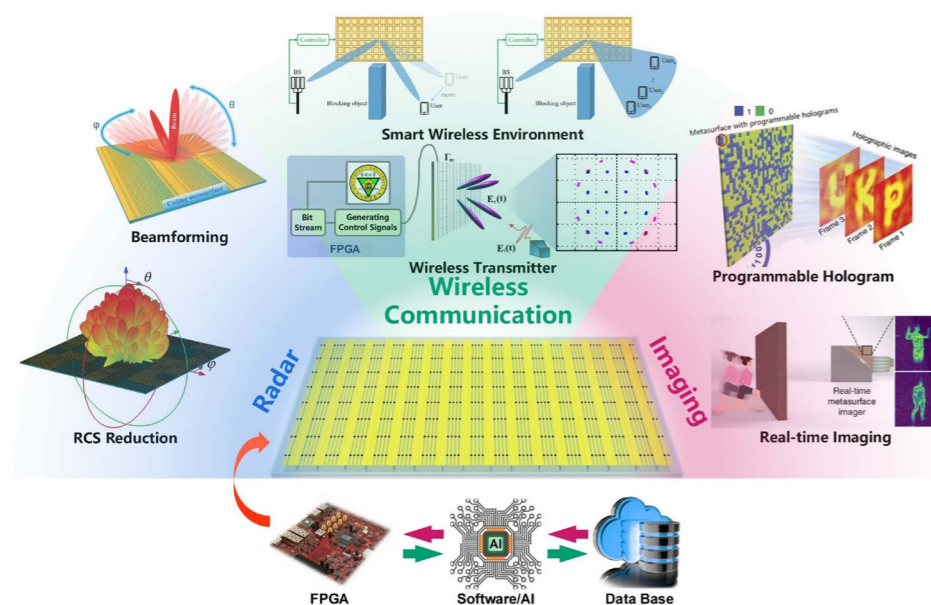 Controller
BS
Blocking object
User
move
User
Controller
BS
Blocking object
User
User
User
Smart Wireless Environment
θ
φ
Beam
Coding metasurface
Beamforming
Γm
Bit
Stream
Generating
Control Signals
FPGA
Er(t)
Ei(t)
Wireless Transmitter
1 0
Metasurface with programmable holograms
Holographic images
Frame 3
Frame 2
Frame 1
Programmable Hologram
Wireless
Communication
θ
φ
RCS Reduction
Radar
Imaging
Real-time
metasurface
imager
Real-time Imaging
AI
FPGA
Software/AI
Data Base